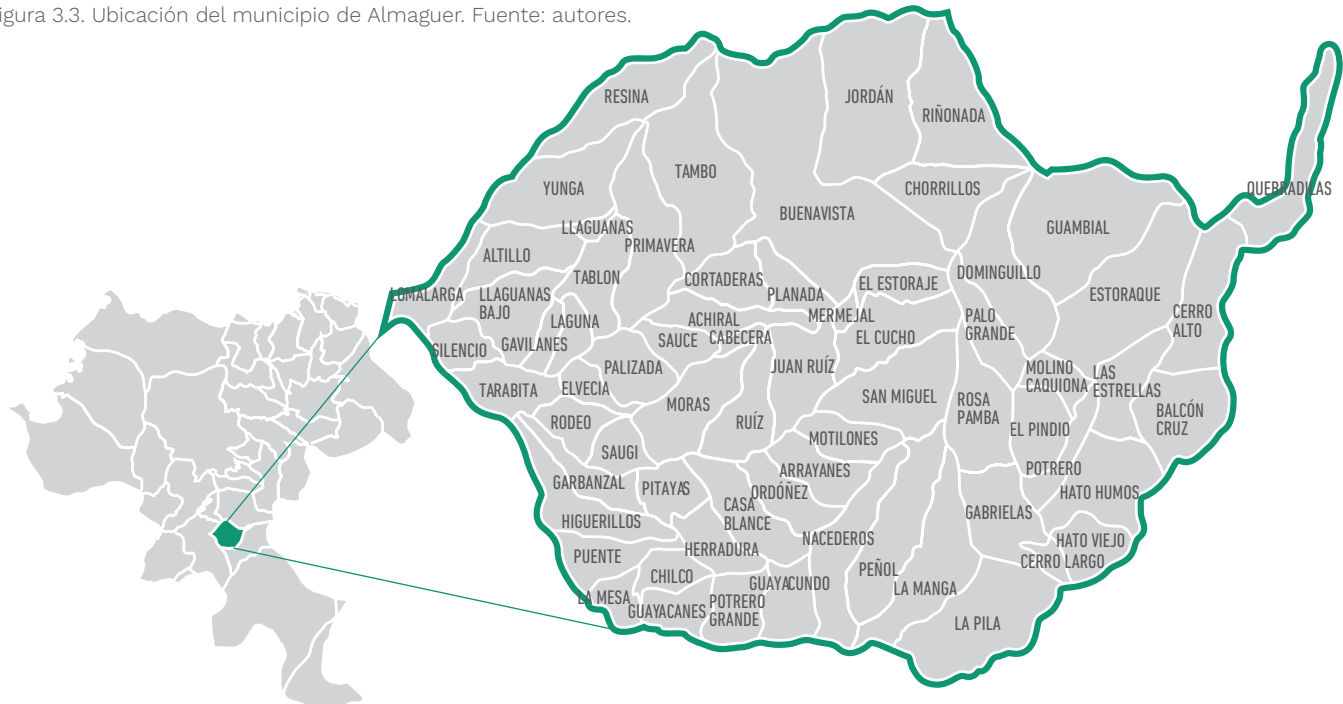 igura 3.3. Ubicación del municipio de Almaguer. Fuente: autores.
RESINA
JORDÁN
RIÑONADA
TAMBO
YUNGA
CHORRILLOS
QUEBRADILAS
BUENAVISTA
LLAGUANAS
GUAMBIAL
PRIMAVERA
ALTILLO
DOMINGUILLO
TABLON
CORTADERAS
EL ESTORAJE
LOMALARGA
LLAGUANAS
BAJO
PLANADA
ESTORAQUE
MERMEJAL
PALO
GRANDE
CERRO
ALTO
LAGUNA
ACHIRAL
SAUCE
CABECERA
EL CUCHO
SILENCIO
GAVILANES
PALIZADA
JUAN RUÍZ
MOLINO
CAQUIONA
LAS
ESTRELLAS
TARABITA
ELVECIA
SAN MIGUEL
ROSA
PAMBA
MORAS
BALCÓN
CRUZ
RODEO
RUÍZ
EL PINDIO
MOTILONES
SAUGI
ARRAYANES
POTRERO
GARBANZAL
PITAYAS
ORDÓÑEZ
HATO HUMOS
CASA
BLANCE
GABRIELAS
HIGUERILLOS
NACEDEROS
HATO VIEJO
HERRADURA
PUENTE
CERRO LARGO
PEÑOL
CHILCO
GUAYACUNDO
LA MANGA
LA MESA
GUAYACANES
POTRERO
GRANDE
LA PILA